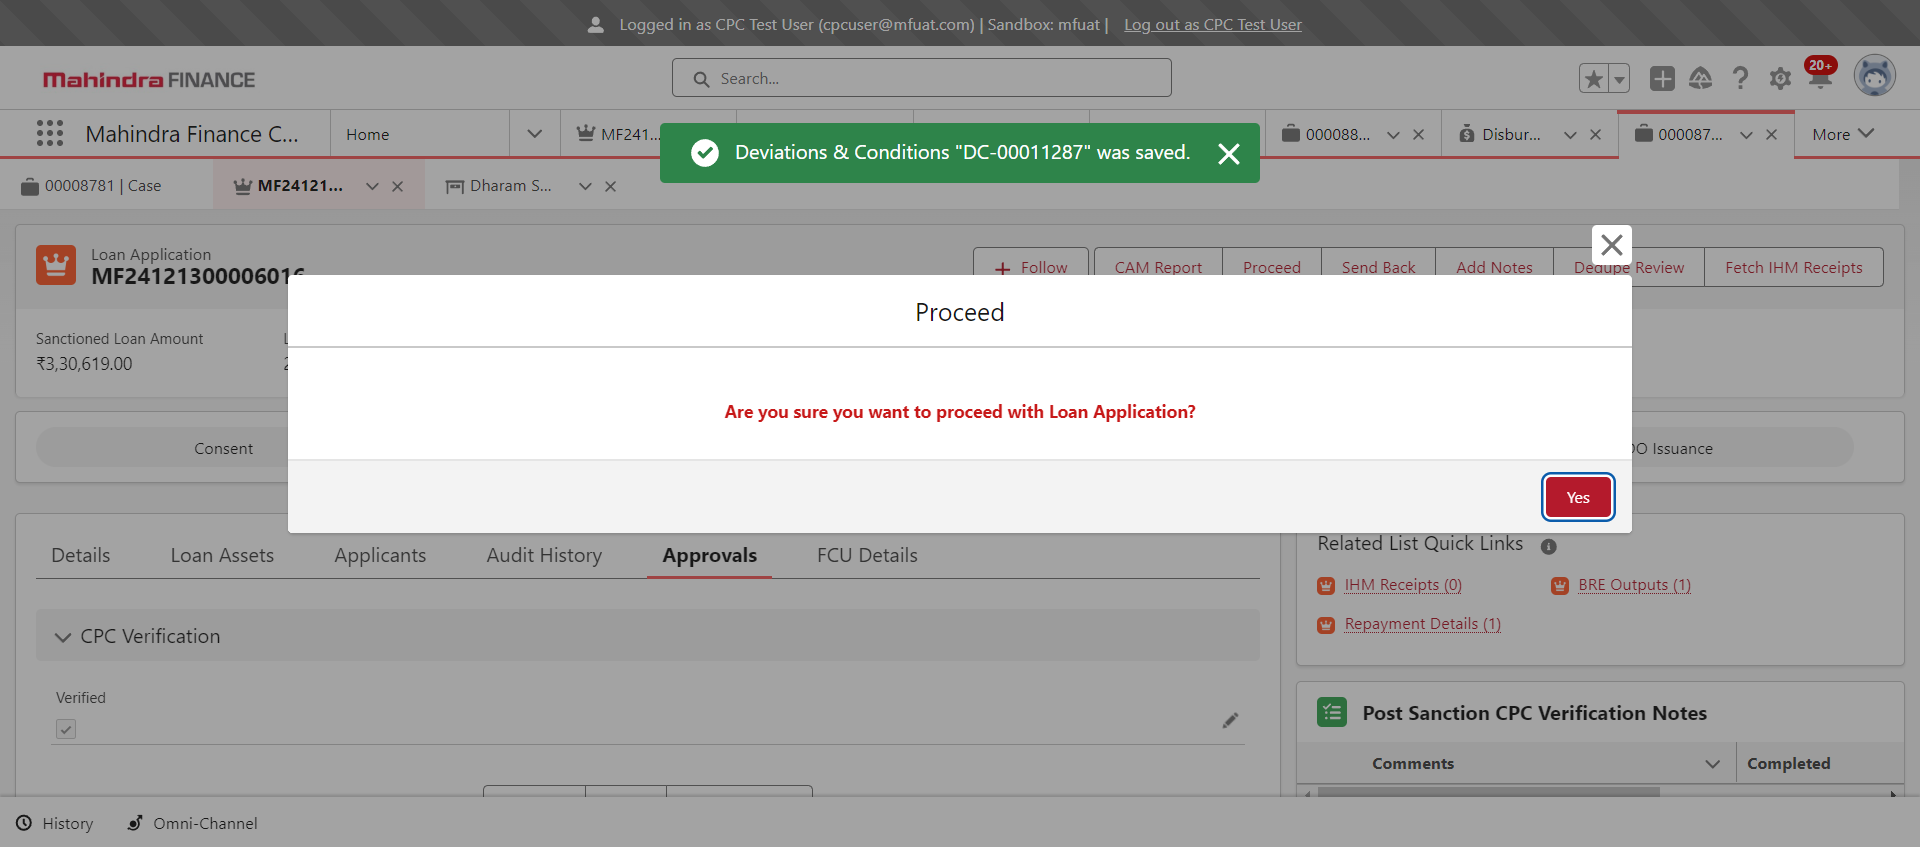 Logged in as CPC Test User (cpcuser@mfuat.com) | Sandbox: mfuat | Log out as CPC Test User
Mahindra FINANCE
Search...
20+
Mahindra Finance C...
Home
MF241...
000088...
Disbur...
000087...
More
Deviations & Conditions "DC-00011287" was saved.
00008781 | Case
MF24121...
Dharam S...
Loan Application
MF24121300006016
Follow
CAM Report
Proceed
Send Back
Add Notes
Dedupe Review
Fetch IHM Receipts
Sanctioned Loan Amount
₹3,30,619.00
Proceed
Are you sure you want to proceed with Loan Application?
Yes
Consent
DO Issuance
Details
Loan Assets
Applicants
Audit History
Approvals
FCU Details
CPC Verification
Verified
Related List Quick Links
IHM Receipts (0)
BRE Outputs (1)
Repayment Details (1)
Post Sanction CPC Verification Notes
Comments
Completed
History
Omni-Channel